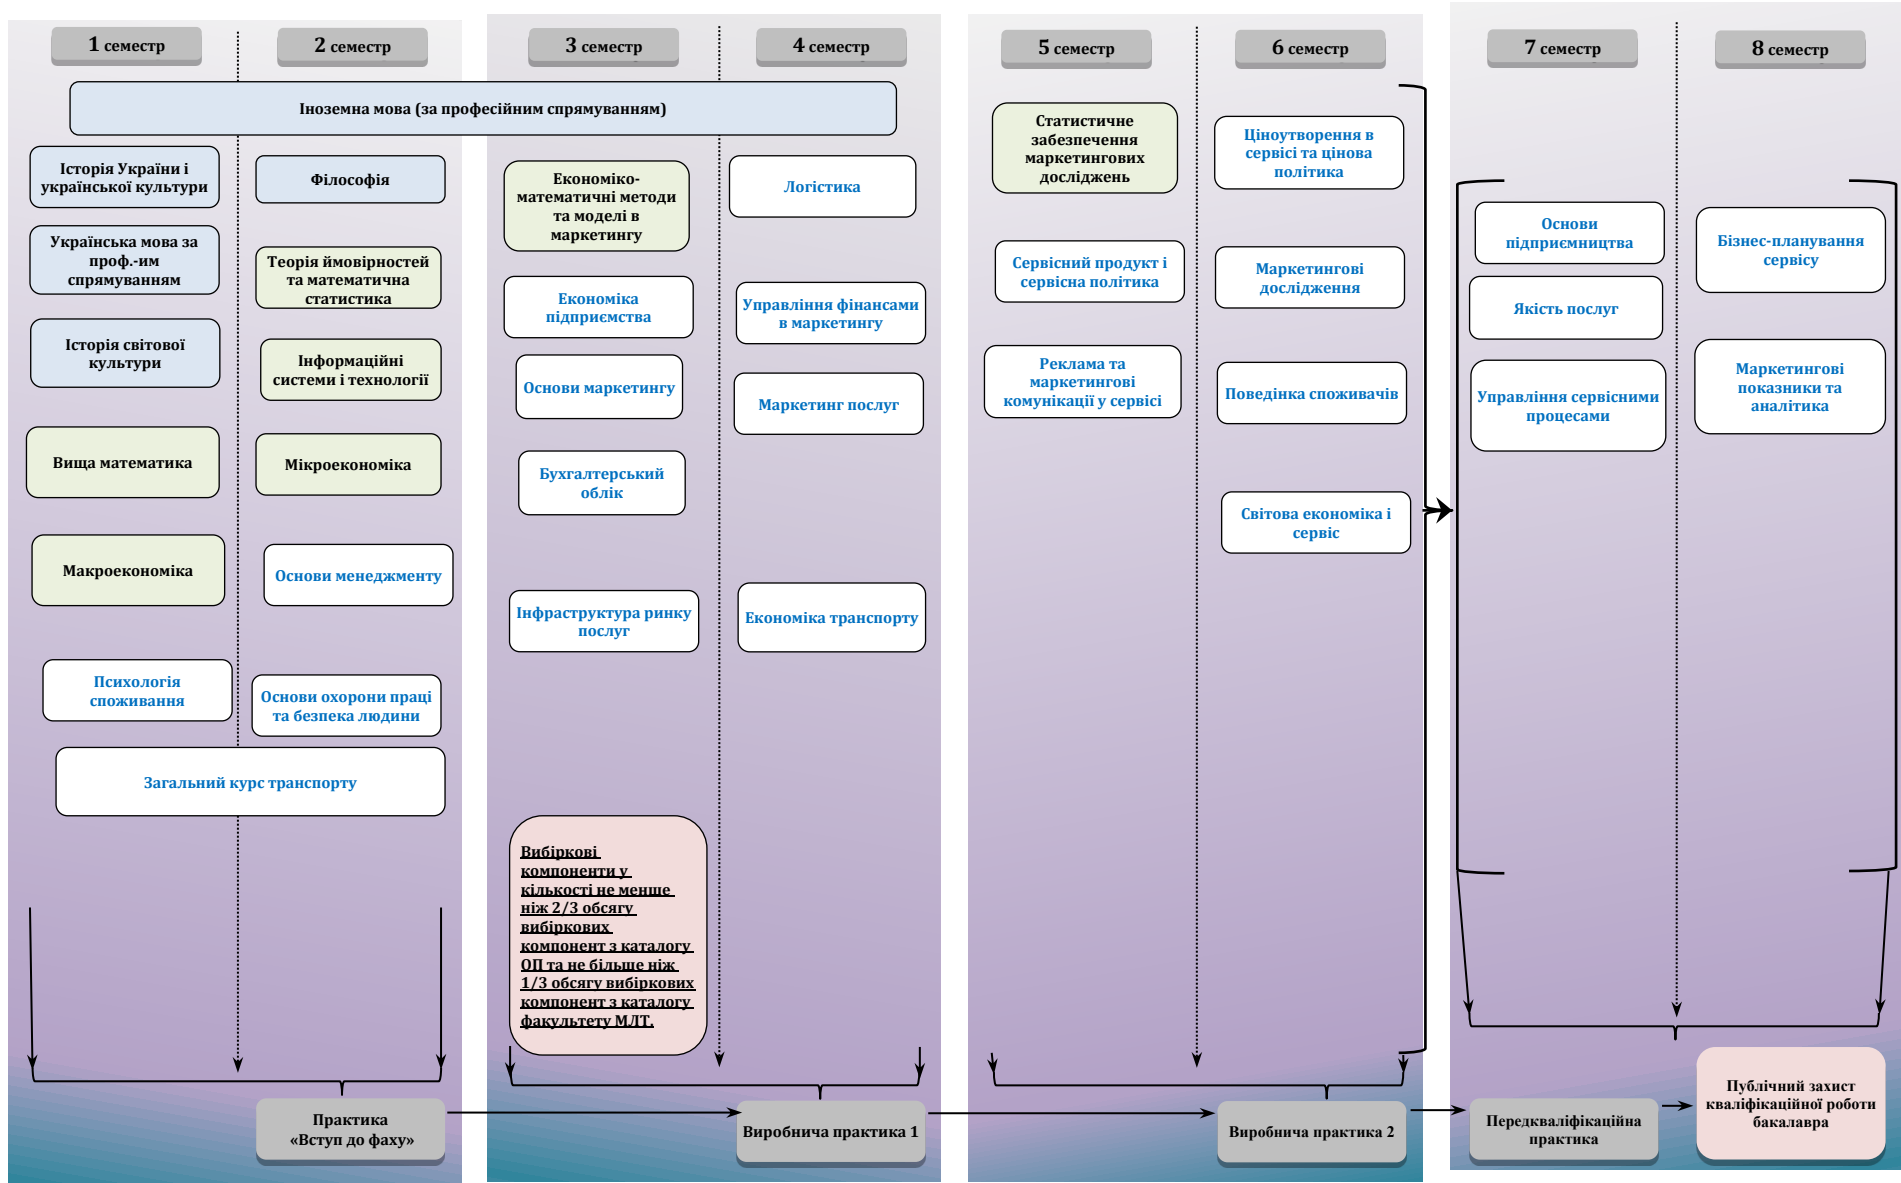 1 семестр
2 семестр
3 семестр
4 семестр
5 семестр
6 семестр
7 семестр
8 семестр
Іноземна мова (за професійним спрямуванням)
Історія України і
української культури
Українська мова за
проф.-им
спрямуванням
Історія світової
культури
Вища математика
Макроекономіка
Психологія
споживання
Філософія
Теорія ймовірностей
та математична
статистика
Інформаційні
системи і технології
Мікроекономіка
Основи менеджменту
Основи охорони праці
та безпека людини
Загальний курс транспорту
Економіко-
математичні методи
та моделі в
маркетингу
Економіка
підприємства
Основи маркетингу
Бухгалтерський
облік
Інфраструктура ринку
послуг
Вибіркові
компоненти у
кількості не менше
ніж 2/3 обсягу
вибіркових
компонент з каталогу
ОП та не більше ніж
1/3 обсягу вибіркових
компонент з каталогу
факультету МЛТ.
Логістика
Управління фінансами
в маркетингу
Маркетинг послуг
Економіка транспорту
Статистичне
забезпечення
маркетингових
досліджень
Сервісний продукт і
сервісна політика
Реклама та
маркетингові
комунікації у сервісі
Ціноутворення в
сервісі та цінова
політика
Маркетингові
дослідження
Поведінка споживачів
Світова економіка і
сервіс
Основи
підприємництва
Якість послуг
Управління сервісними
процесами
Бізнес-планування
сервісу
Маркетингові
показники та
аналітика
Практика
«Вступ до фаху»
Виробнича практика 1
Виробнича практика 2
Передкваліфікаційна
практика
Публічний захист
кваліфікаційної роботи
бакалавра